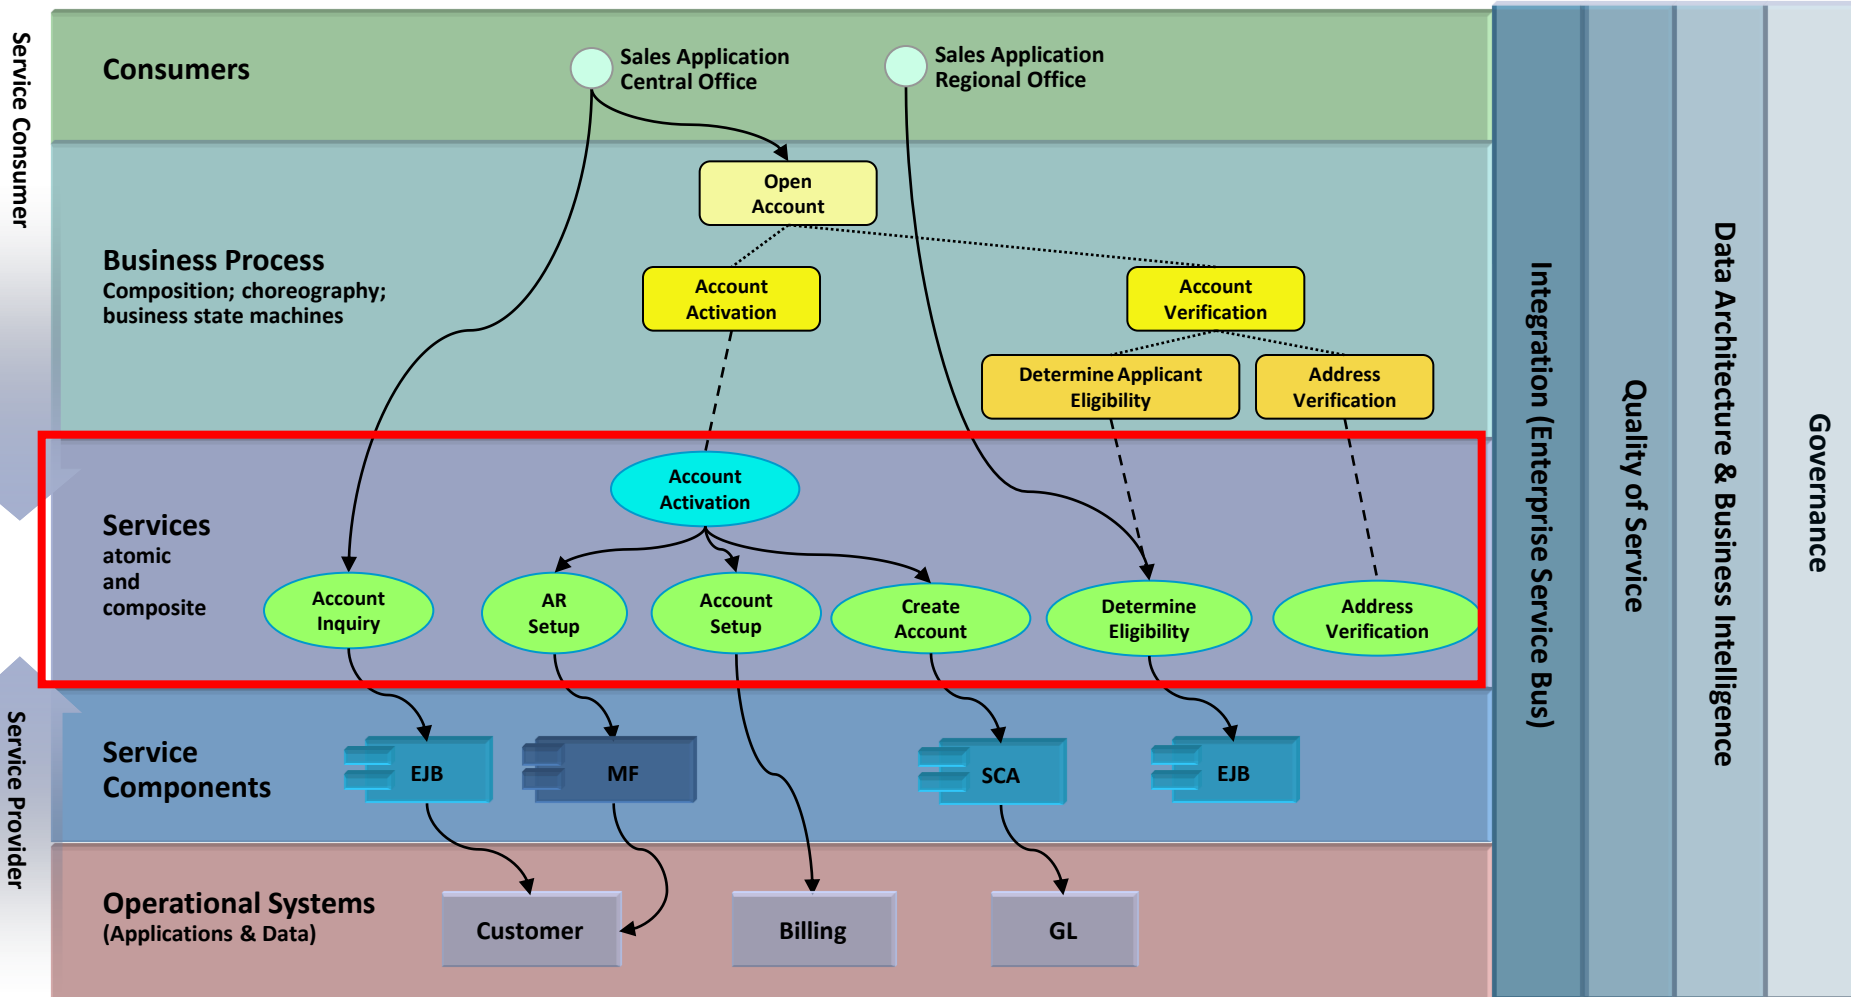 Service Consumer
Service Provider
Consumers
Sales Application
Central Office
Sales Application
Regional Office
Business Process
Composition; choreography;
business state machines
Open
Account
Account
Activation
Account
Verification
Determine Applicant
Eligibility
Address
Verification
Services
atomic
and
composite
Account
Activation
Account
Inquiry
AR
Setup
Account
Setup
Create
Account
Determine
Eligibility
Address
Verification
Service
Components
EJB
MF
SCA
EJB
Operational Systems
(Applications & Data)
Customer
Billing
GL
Integration (Enterprise Service Bus)
Quality of Service
Data Architecture & Business Intelligence
Governance